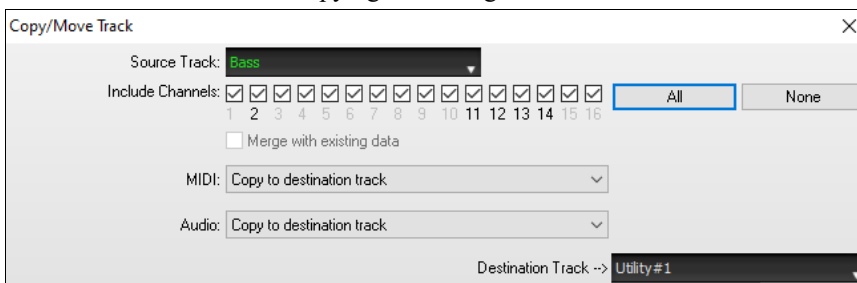 Copy/Move Track
Source Track: Bass
Include Channels: All None
1 2 3 4 5 6 7 8 9 10 11 12 13 14 15 16
Merge with existing data
MIDI: Copy to destination track
Audio: Copy to destination track
Destination Track --> Utility#1